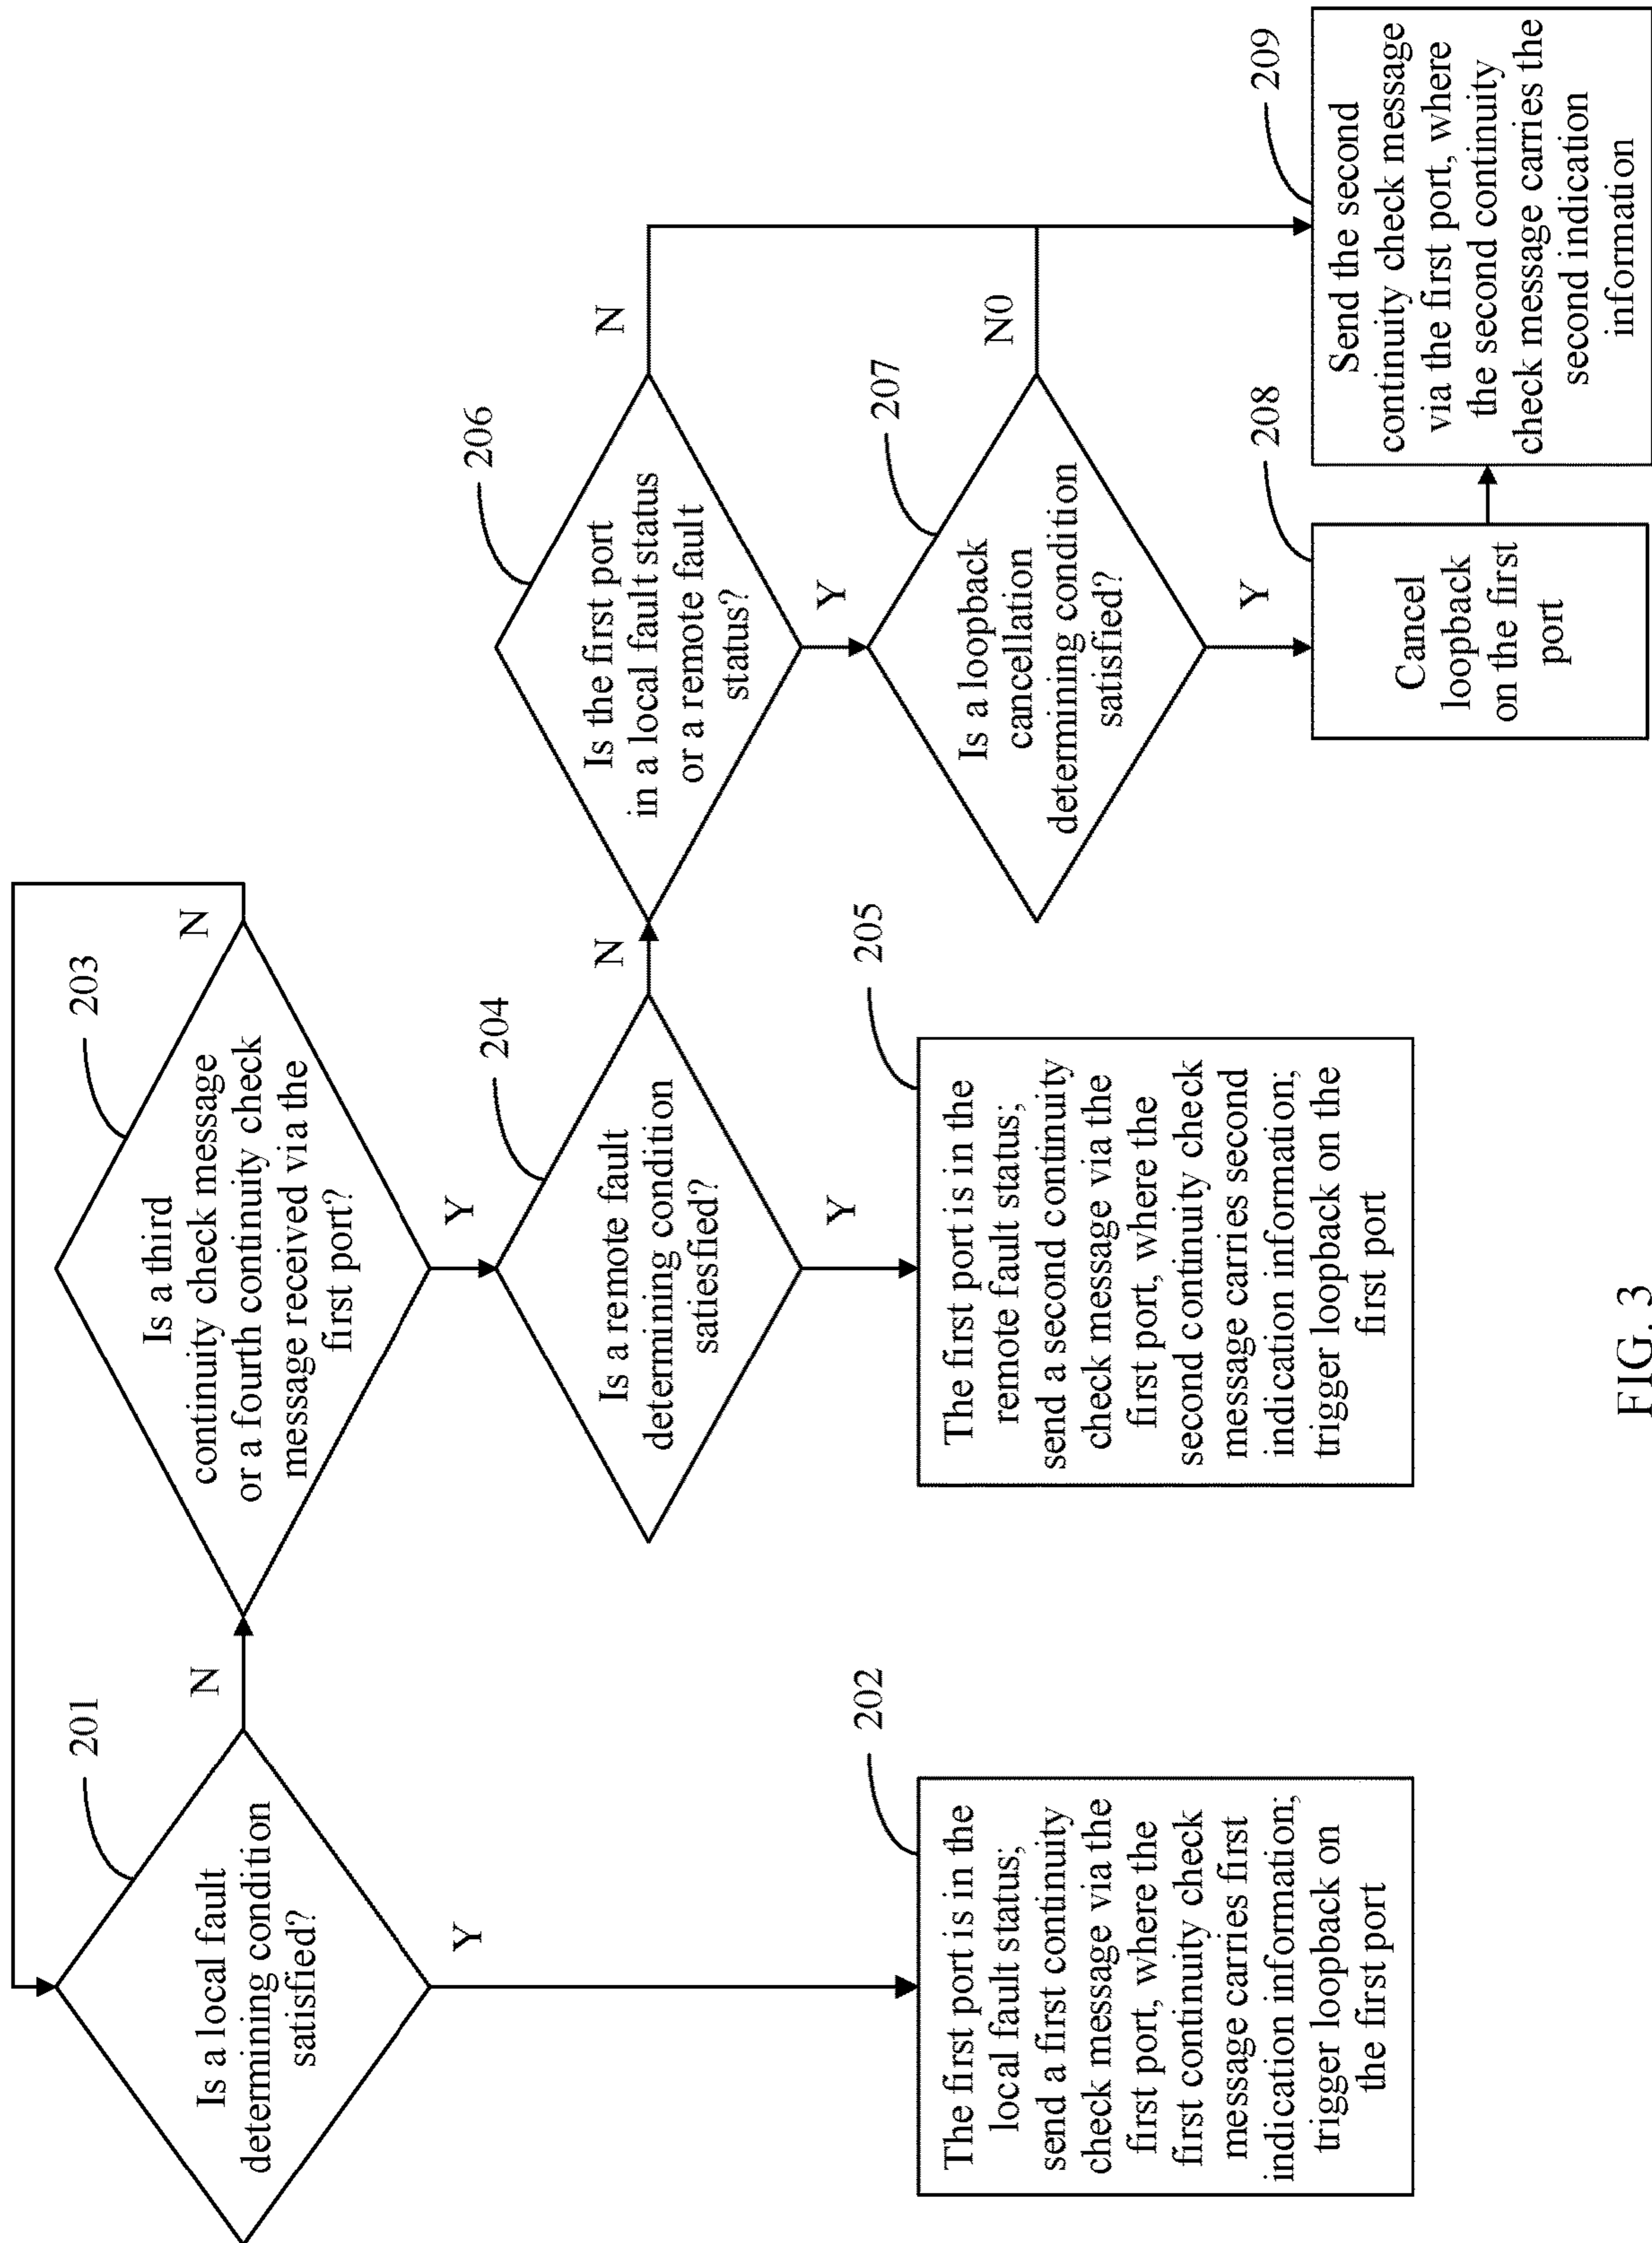 201
Is a local fault
determining condition
satisfied?
N
Y
202
The first port is in the
local fault status;
send a first continuity
check message via the
first port, where the
first continuity check
message carries first
indication information;
trigger loopback on
the first port
203
Is a third
continuity check message
or a fourth continuity check
message received via the
first port?
N
Y
204
Is a remote fault
determining condition
satiesfied?
N
Y
205
The first port is in the
remote fault status;
send a second continuity
check message via the
first port, where the
second continuity check
message carries second
indication information;
trigger loopback on the
first port
206
Is the first port
in a local fault status
or a remote fault
status?
N
Y
207
Is a loopback
cancellation
determining condition
satisfied?
N0
Y
208
Cancel
loopback
on the first
port
209
Send the second
continuity check message
via the first port, where
the second continuity
check message carries the
second indication
information
FIG. 3